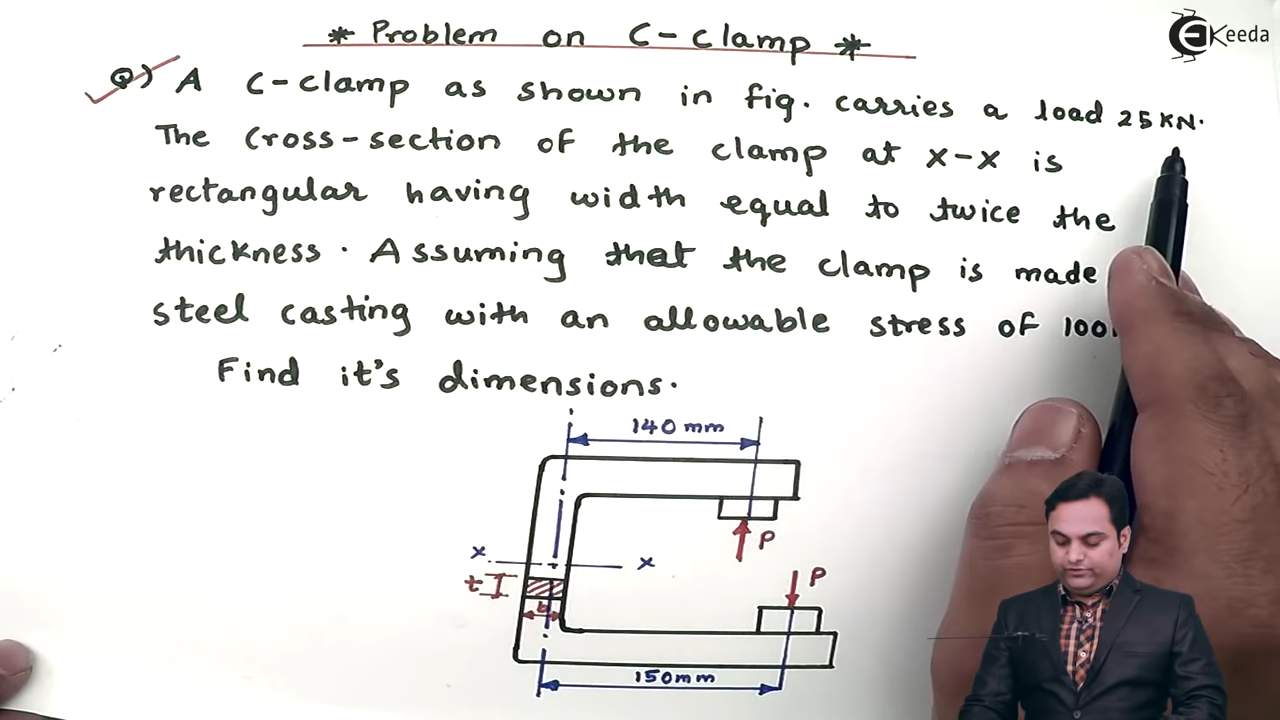 * Problem on C-clamp *
EKeeda
Q) A C-clamp as shown in fig. carries a load 25 KN.
The cross-section of the clamp at x-x is
rectangular having width equal to twice the
thickness. Assuming that the clamp is made
steel casting with an allowable stress of 100
Find it's dimensions.
140 mm
P
x x
t
P
b
150mm